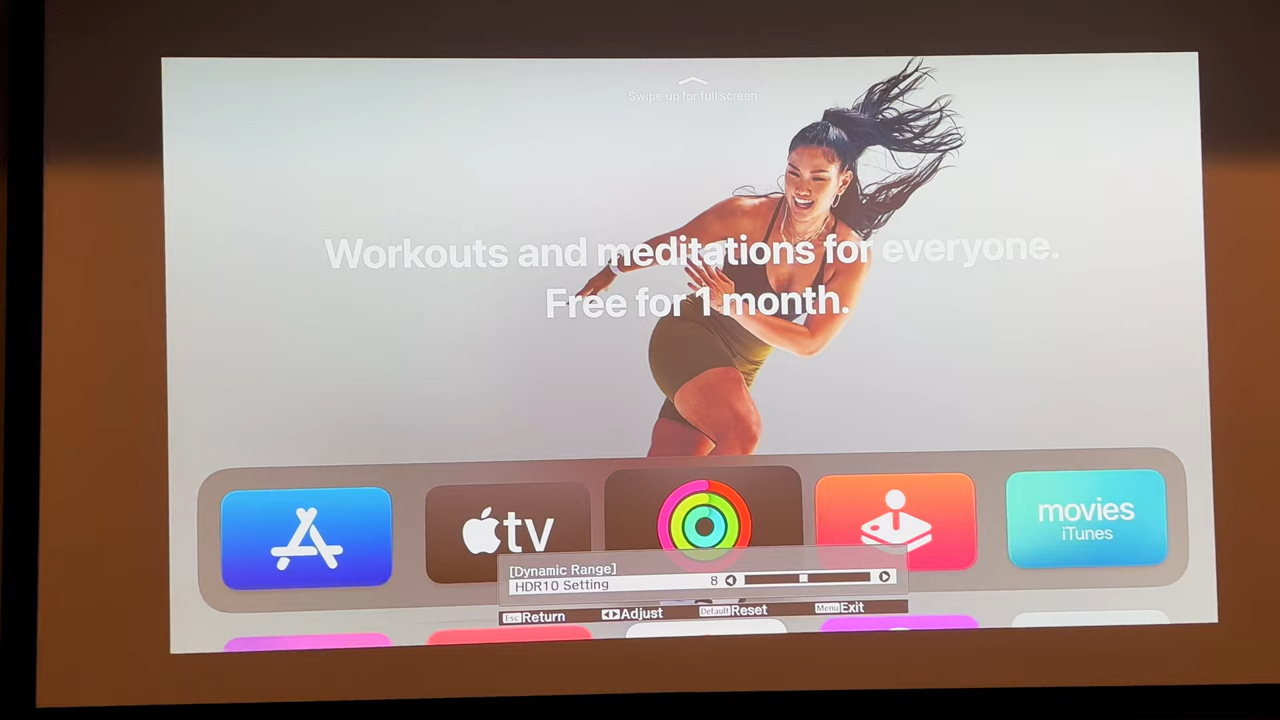 Swipe up for full screen
Workouts and meditations for everyone.
Free for 1 month.
tv
movies
iTunes
[Dynamic Range]
HDR10 Setting 8
Esc Return Adjust Default Reset Menu Exit